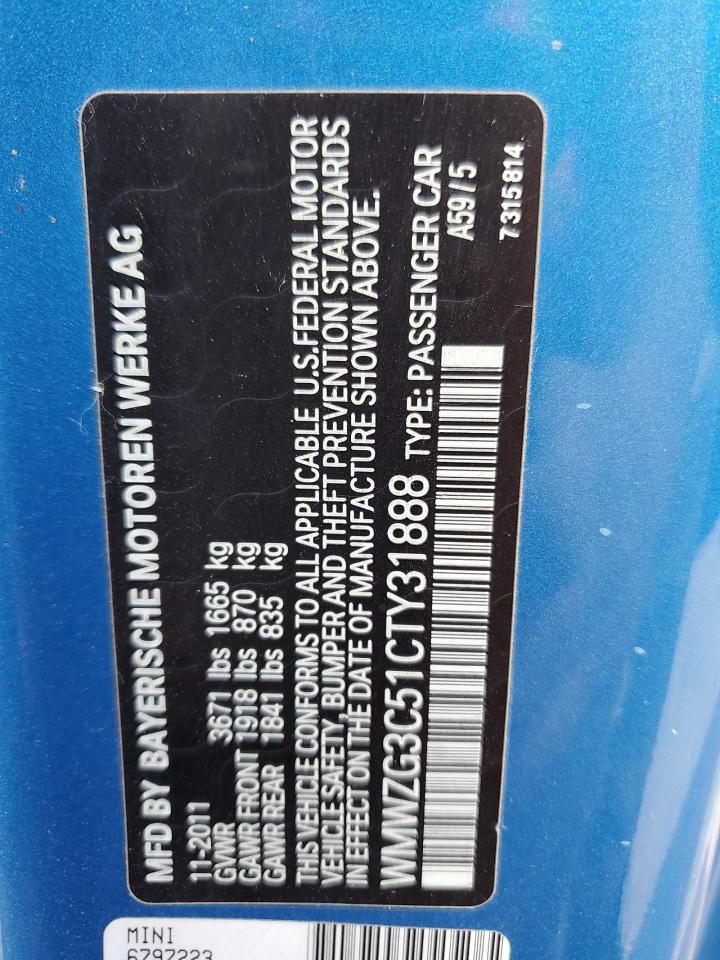 MFD BY BAYERISCHE MOTOREN WERKE AG
11-2011
GVWR 3671 lbs 1665 kg
GAWR FRONT 1918 lbs 870 kg
GAWR REAR 1841 lbs 835 kg
THIS VEHICLE CONFORMS TO ALL APPLICABLE U.S.FEDERAL MOTOR
VEHICLE SAFETY, BUMPER AND THEFT PREVENTION STANDARDS
IN EFFECT ON THE DATE OF MANUFACTURE SHOWN ABOVE.
WMWZG3C51CTY31888 TYPE: PASSENGER CAR
A59/5
7 315 814
MINI
6797223